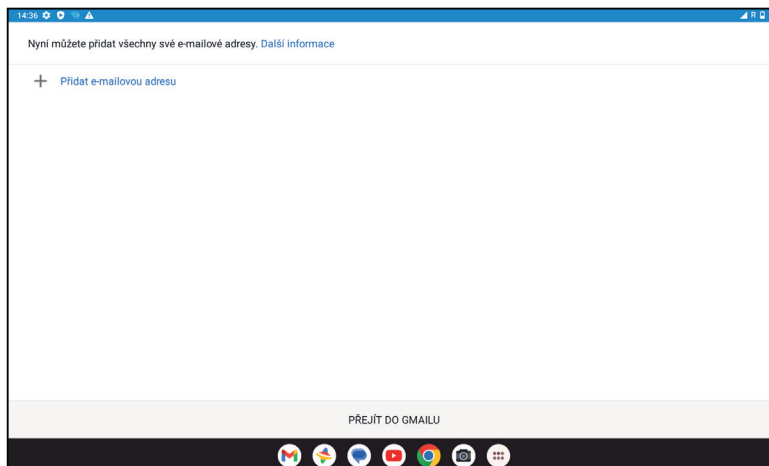 14:36
R
Nyní můžete přidat všechny své e-mailové adresy. Další informace
Přidat e-mailovou adresu
PŘEJÍT DO GMAILU